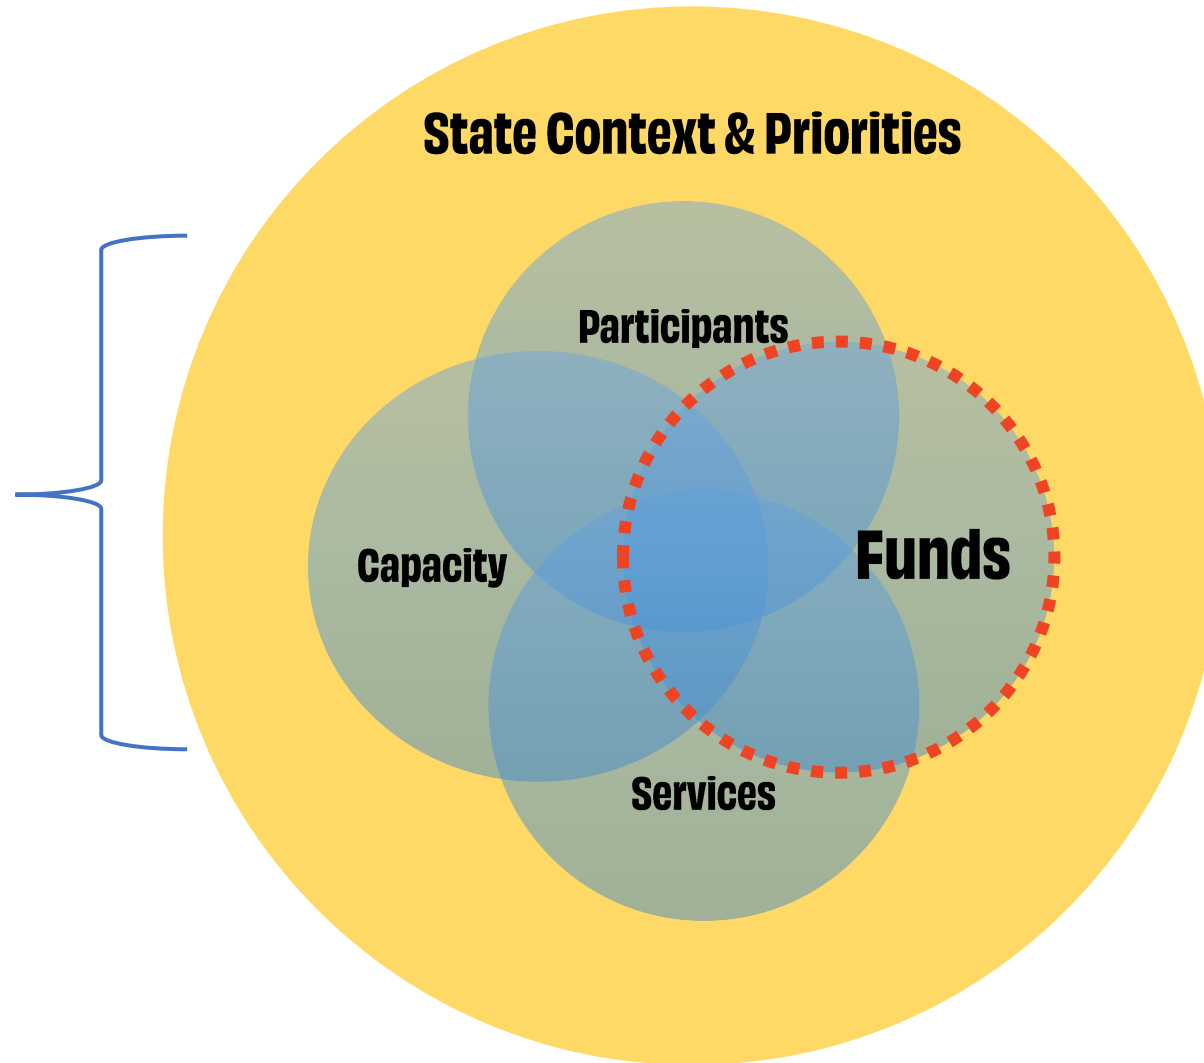 State Context & Priorities
Participants
Capacity
Funds
Services